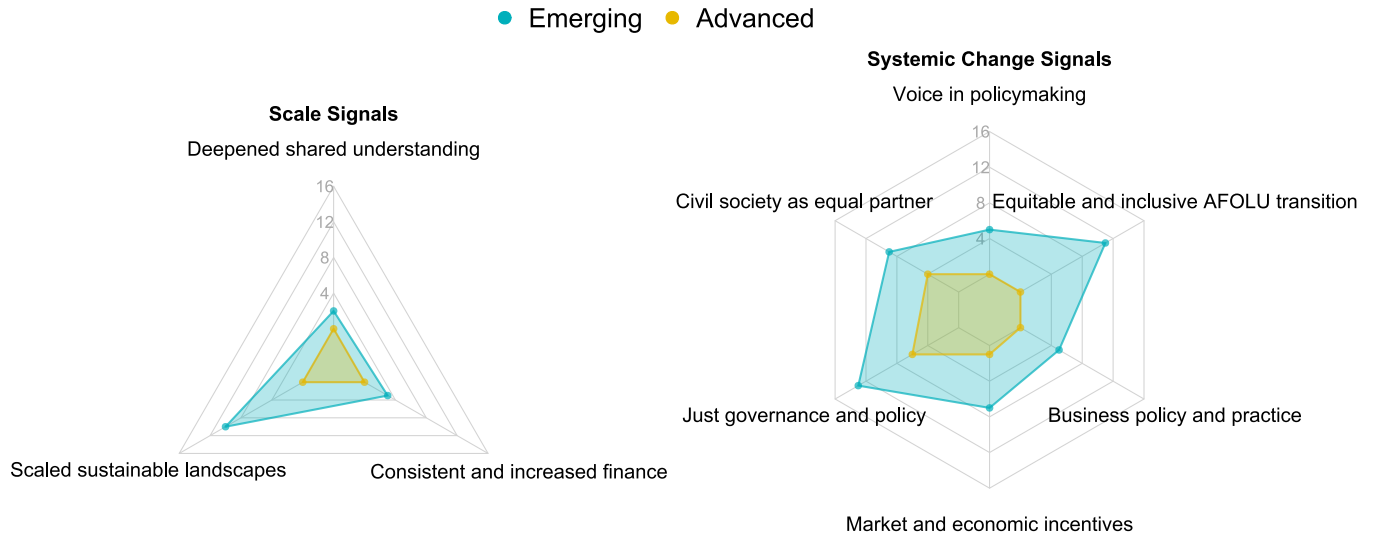 Emerging Advanced
Scale Signals
Deepened shared understanding
16
12
8
4
Scaled sustainable landscapes
Consistent and increased finance
Systemic Change Signals
Voice in policymaking
16
12
Civil society as equal partner
8
Equitable and inclusive AFOLU transition
4
Just governance and policy
Business policy and practice
Market and economic incentives